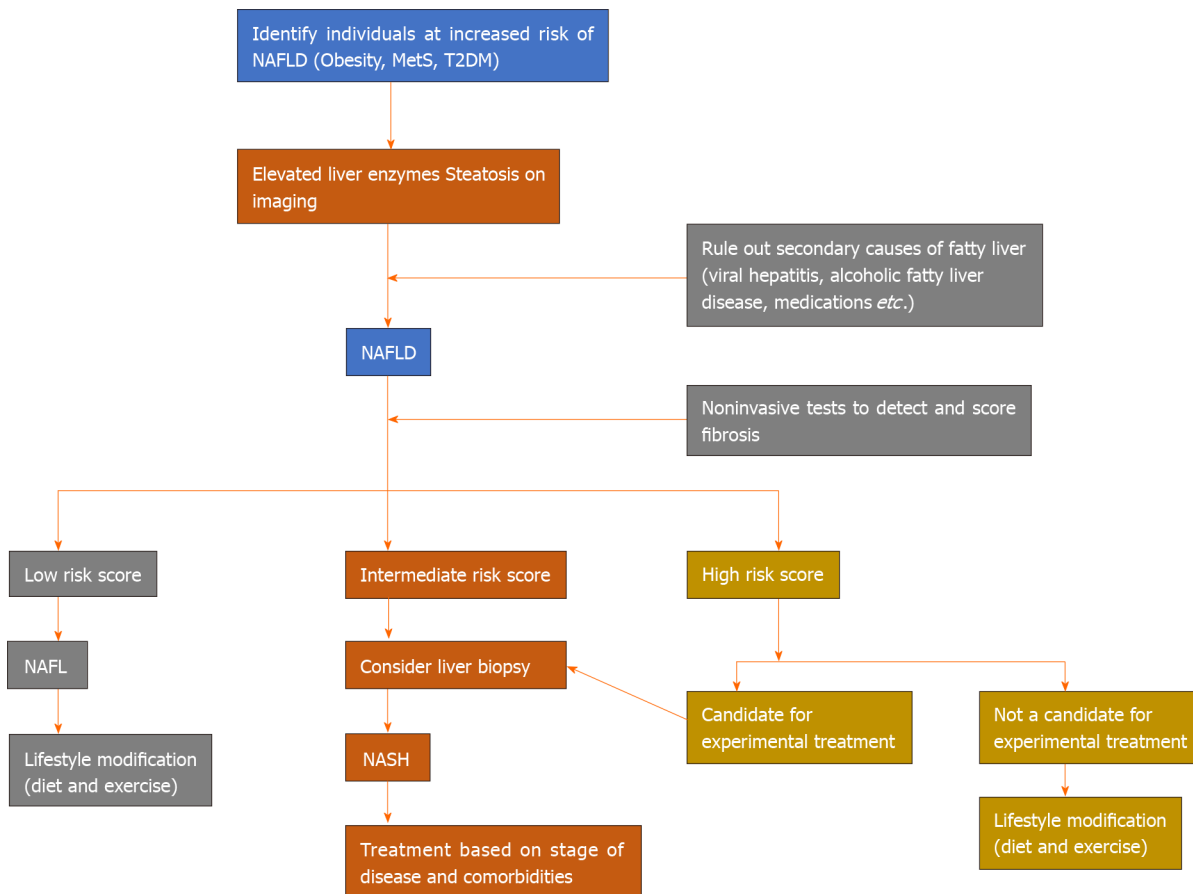 Identify individuals at increased risk of
NAFLD (Obesity, MetS, T2DM)
Elevated liver enzymes Steatosis on
imaging
Rule out secondary causes of fatty liver
(viral hepatitis, alcoholic fatty liver
disease, medications etc.)
NAFLD
Noninvasive tests to detect and score
fibrosis
Low risk score
Intermediate risk score
High risk score
NAFL
Consider liver biopsy
Candidate for
experimental treatment
Not a candidate for
experimental treatment
Lifestyle modification
(diet and exercise)
NASH
Lifestyle modification
(diet and exercise)
Treatment based on stage of
disease and comorbidities